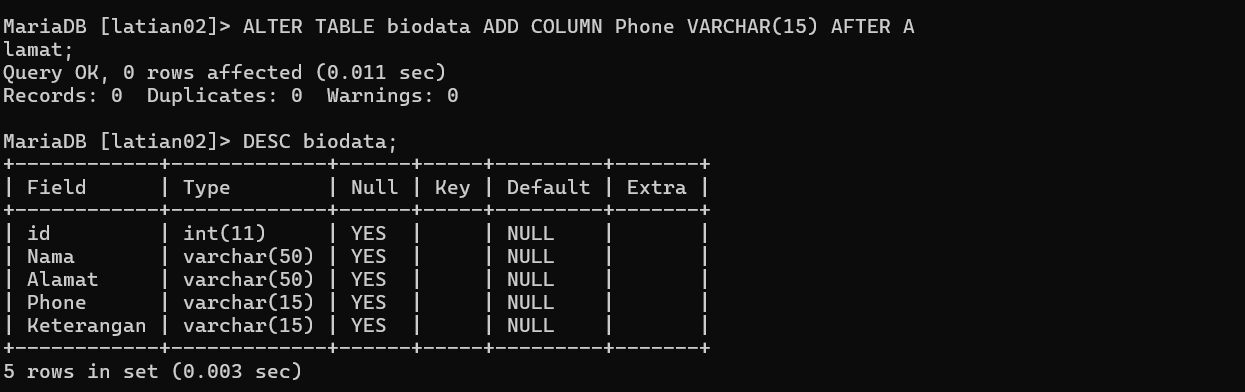 MariaDB [latian02]> ALTER TABLE biodata ADD COLUMN Phone VARCHAR(15) AFTER A
lamat;
Query OK, 0 rows affected (0.011 sec)
Records: 0  Duplicates: 0  Warnings: 0

MariaDB [latian02]> DESC biodata;
+------------+-------------+------+-----+---------+-------+
| Field      | Type        | Null | Key | Default | Extra |
+------------+-------------+------+-----+---------+-------+
| id         | int(11)     | YES  |     | NULL    |       |
| Nama       | varchar(50) | YES  |     | NULL    |       |
| Alamat     | varchar(50) | YES  |     | NULL    |       |
| Phone      | varchar(15) | YES  |     | NULL    |       |
| Keterangan | varchar(15) | YES  |     | NULL    |       |
+------------+-------------+------+-----+---------+-------+
5 rows in set (0.003 sec)